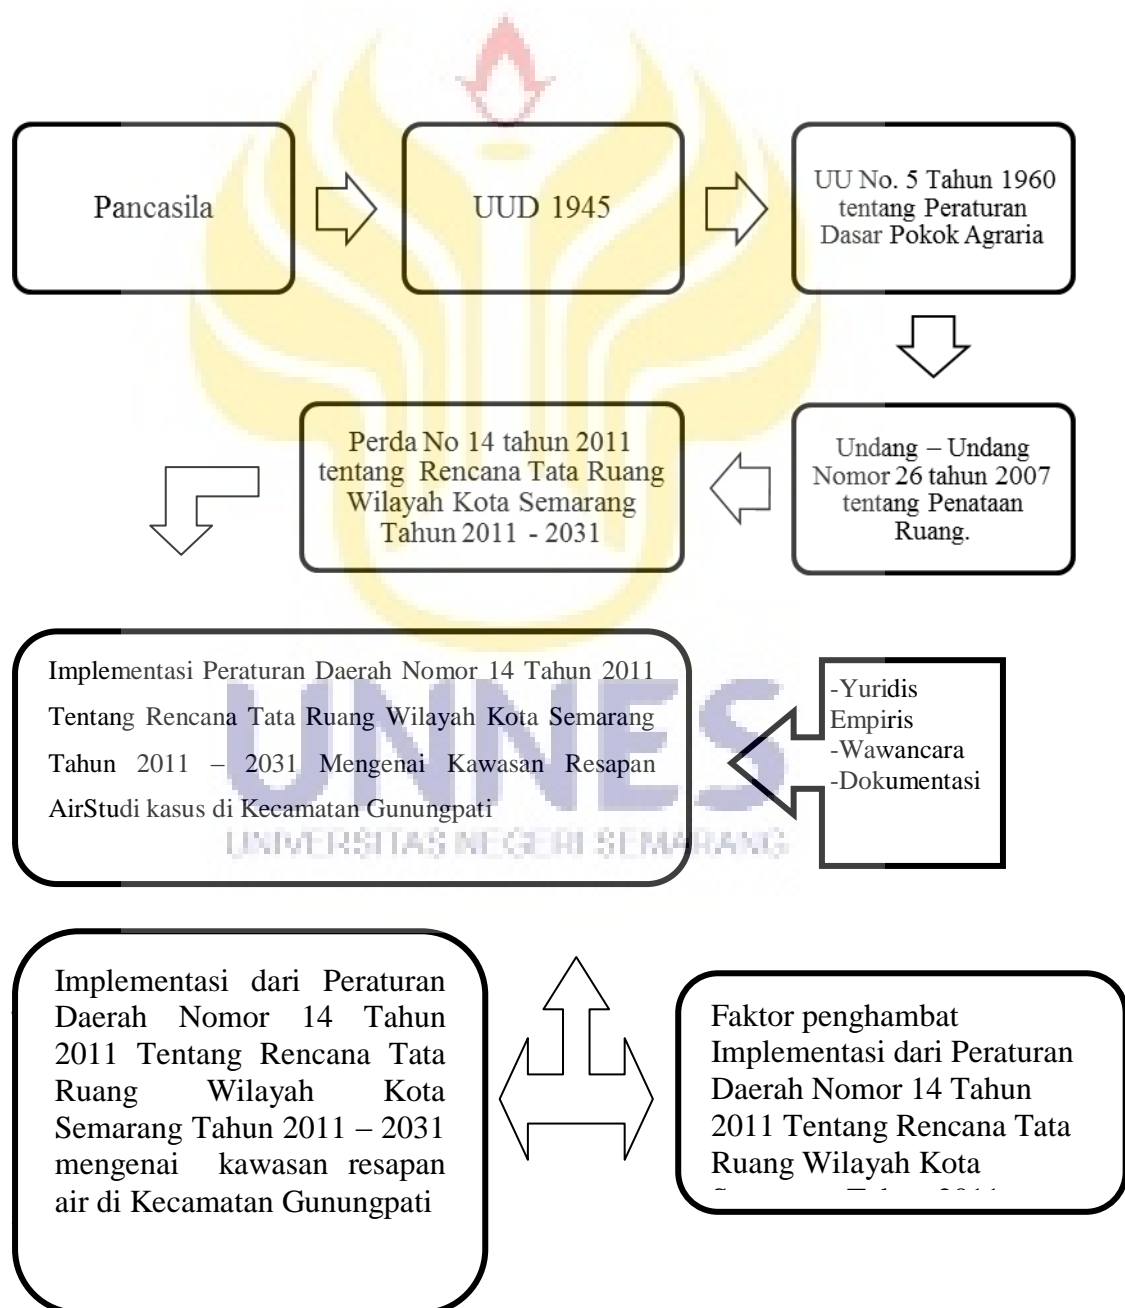 Pancasila
UUD 1945
UU No. 5 Tahun 1960
tentang Peraturan
Dasar Pokok Agraria
Perda No 14 tahun 2011
tentang Rencana Tata Ruang
Wilayah Kota Semarang
Tahun 2011 - 2031
Undang – Undang
Nomor 26 tahun 2007
tentang Penataan
Ruang.
Implementasi Peraturan Daerah Nomor 14 Tahun 2011
Tentang Rencana Tata Ruang Wilayah Kota Semarang
Tahun 2011 – 2031 Mengenai Kawasan Resapan
AirStudi kasus di Kecamatan Gunungpati
-Yuridis
Empiris
-Wawancara
-Dokumentasi
UNNES
UNIVERSITAS NEGERI SEMARANG
Implementasi dari Peraturan
Daerah Nomor 14 Tahun
2011 Tentang Rencana Tata
Ruang Wilayah Kota
Semarang Tahun 2011 – 2031
mengenai kawasan resapan
air di Kecamatan Gunungpati
Faktor penghambat
Implementasi dari Peraturan
Daerah Nomor 14 Tahun
2011 Tentang Rencana Tata
Ruang Wilayah Kota